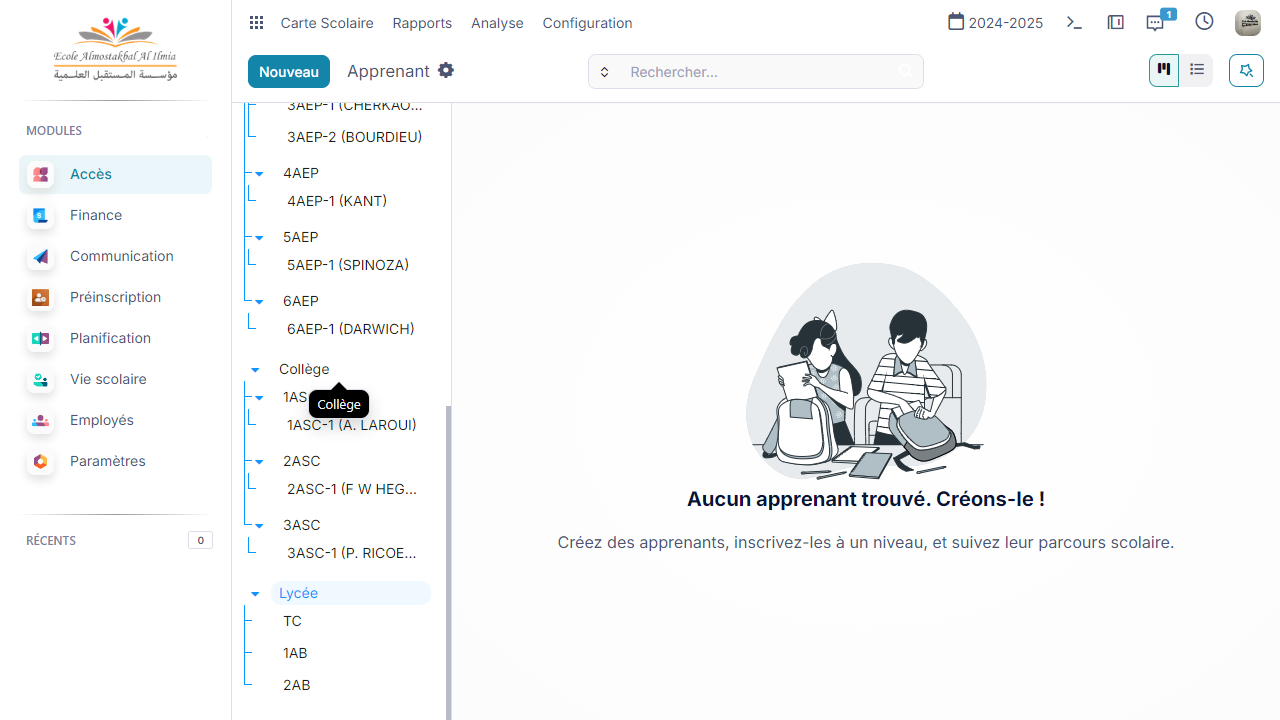 Ecole Almostakbal Al Ilmia
مؤسسة المستقبل العلمية
MODULES
Accès
Finance
Communication
Préinscription
Planification
Vie scolaire
Employés
Paramètres
RÉCENTS
0
Carte Scolaire
Rapports
Analyse
Configuration
2024-2025
1
Nouveau
Apprenant
Rechercher...
3AEP-1 (CHERKAO...
3AEP-2 (BOURDIEU)
4AEP
4AEP-1 (KANT)
5AEP
5AEP-1 (SPINOZA)
6AEP
6AEP-1 (DARWICH)
Collège
1AS
Collège
1ASC-1 (A. LAROUI)
2ASC
2ASC-1 (F W HEG...
3ASC
3ASC-1 (P. RICOE...
Lycée
TC
1AB
2AB
Aucun apprenant trouvé. Créons-le !
Créez des apprenants, inscrivez-les à un niveau, et suivez leur parcours scolaire.